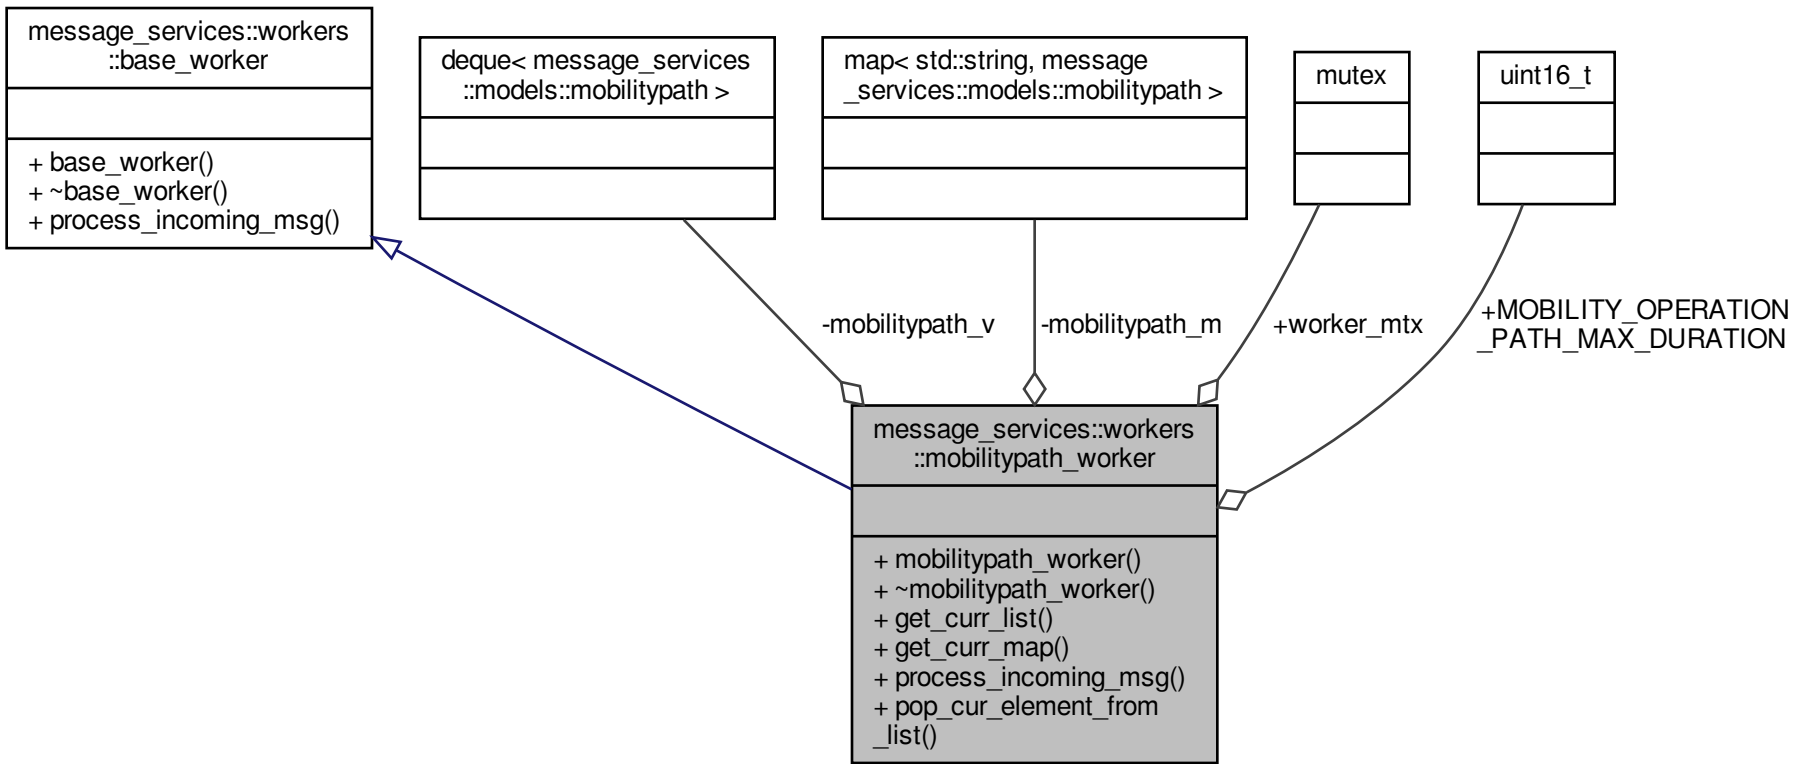 message_services::workers
::base_worker
+ base_worker()
+ ~base_worker()
+ process_incoming_msg()
deque< message_services
::models::mobilitypath >
map< std::string, message
_services::models::mobilitypath >
mutex
uint16_t
-mobilitypath_v
-mobilitypath_m
+worker_mtx
+MOBILITY_OPERATION
_PATH_MAX_DURATION
message_services::workers
::mobilitypath_worker
+ mobilitypath_worker()
+ ~mobilitypath_worker()
+ get_curr_list()
+ get_curr_map()
+ process_incoming_msg()
+ pop_cur_element_from
_list()